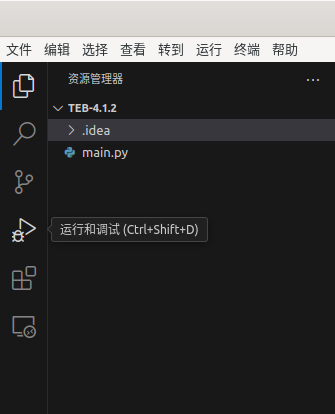 文件 编辑 选择 查看 转到 运行 终端 帮助
资源管理器
TEB-4.1.2
.idea
main.py
运行和调试 (Ctrl+Shift+D)